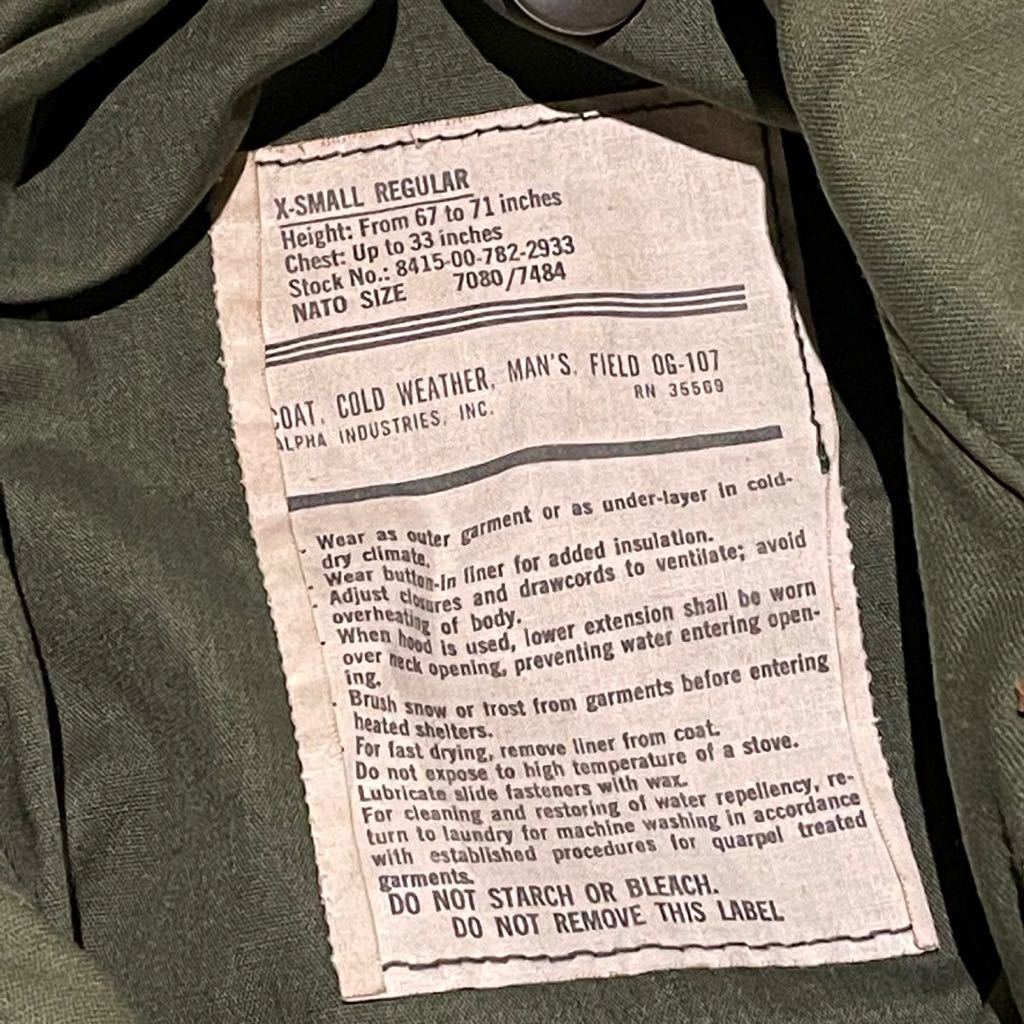 X-SMALL REGULAR
Height: From 67 to 71 inches
Chest: Up to 33 inches
Stock No.: 8415-00-782-2933
NATO SIZE 7080/7484
COAT, COLD WEATHER, MAN'S, FIELD OG-107
ALPHA INDUSTRIES, INC. RN 35569
. Wear as outer garment or as under-layer in cold-
dry climate.
. Wear button-in liner for added insulation.
. Adjust closures and drawcords to ventilate; avoid
overheating of body.
. When hood is used, lower extension shall be worn
over neck opening, preventing water entering open-
ing.
. Brush snow or frost from garments before entering
heated shelters.
. For fast drying, remove liner from coat.
Do not expose to high temperature of a stove.
Lubricate slide fasteners with wax.
For cleaning and restoring of water repellency, re-
turn to laundry for machine washing in accordance
with established procedures for quarpel treated
garments.
DO NOT STARCH OR BLEACH.
DO NOT REMOVE THIS LABEL